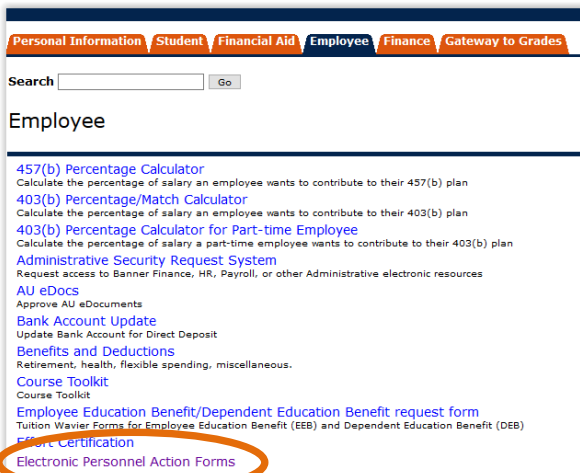 Personal Information Student Financial Aid Employee Finance Gateway to Grades
Search Go
Employee
457(b) Percentage Calculator
Calculate the percentage of salary an employee wants to contribute to their 457(b) plan
403(b) Percentage/Match Calculator
Calculate the percentage of salary an employee wants to contribute to their 403(b) plan
403(b) Percentage Calculator for Part-time Employee
Calculate the percentage of salary a part-time employee wants to contribute to their 403(b) plan
Administrative Security Request System
Request access to Banner Finance, HR, Payroll, or other Administrative electronic resources
AU eDocs
Approve AU eDocuments
Bank Account Update
Update Bank Account for Direct Deposit
Benefits and Deductions
Retirement, health, flexible spending, miscellaneous.
Course Toolkit
Course Toolkit
Employee Education Benefit/Dependent Education Benefit request form
Tuition Wavier Forms for Employee Education Benefit (EEB) and Dependent Education Benefit (DEB)
Effort Certification
Electronic Personnel Action Forms